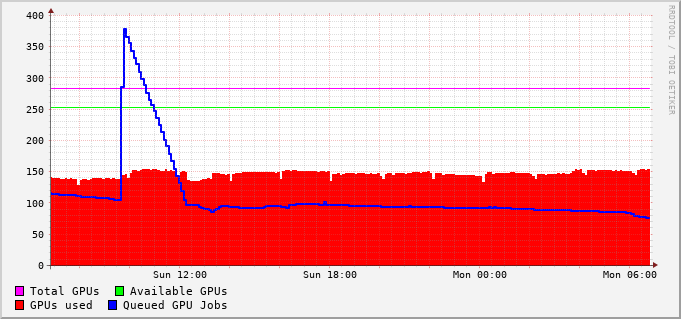 400
350
300
250
200
150
100
50
0
Sun 12:00 Sun 18:00 Mon 00:00 Mon 06:00
Total GPUs Available GPUs
GPUs used Queued GPU Jobs
RRDTOOL / TOBI OETIKER